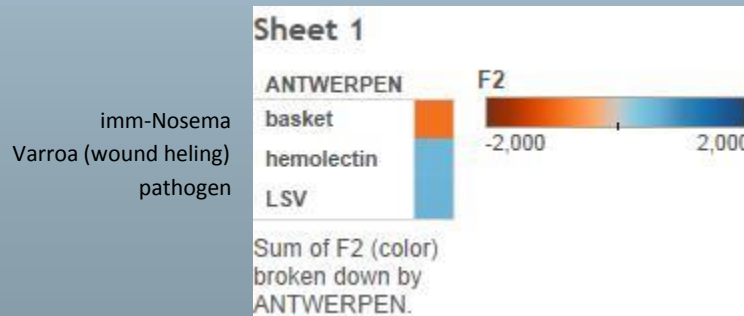 Sheet 1
ANTWERPEN
F2
imm-Nosema
basket
Varroa (wound heling)
hemolectin
pathogen
LSV
-2,000
2,000
Sum of F2 (color)
broken down by
ANTWERPEN.